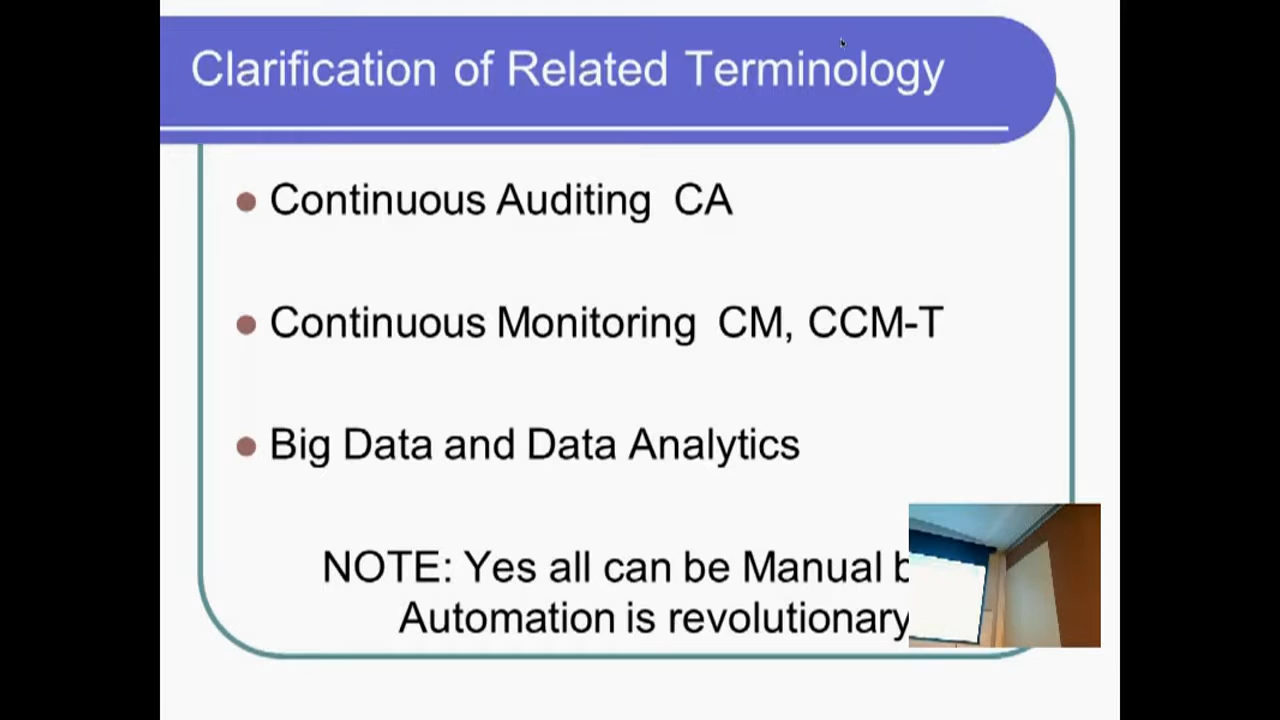 Clarification of Related Terminology
Continuous Auditing CA
Continuous Monitoring CM, CCM-T
Big Data and Data Analytics
NOTE: Yes all can be Manual
Automation is revolutionary